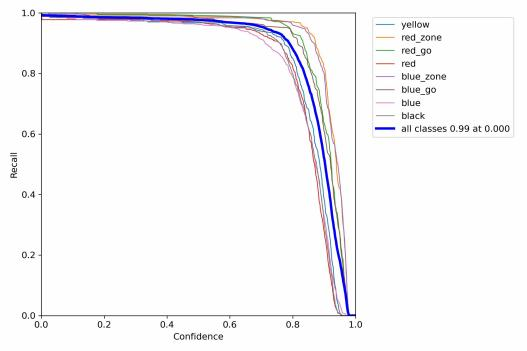 1.0
0.8
0.6
0.4
0.2
0.0
Recall
0.0 0.2 0.4 0.6 0.8 1.0
Confidence
yellow
red_zone
red_go
red
blue_zone
blue_go
blue
black
all classes 0.99 at 0.000